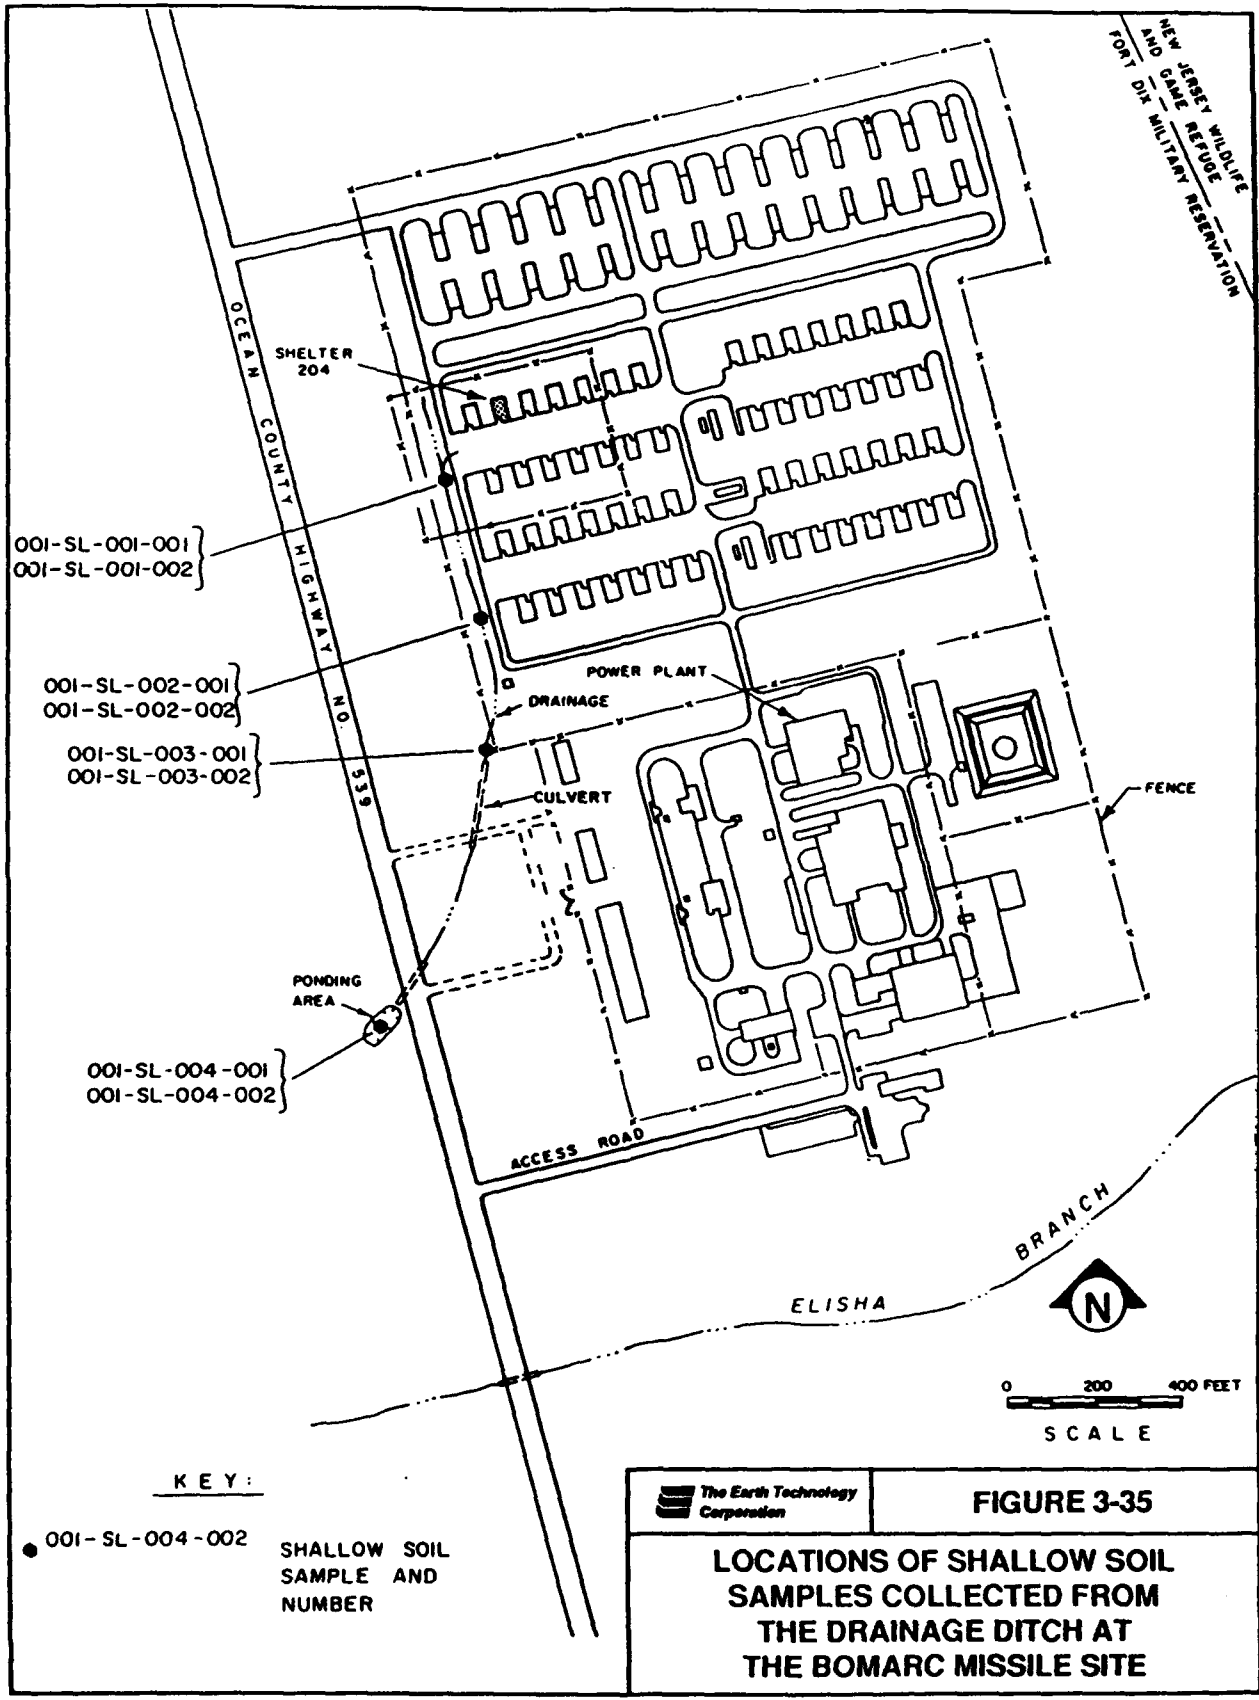 NEW JERSEY WILDLIFE
AND GAME REFUGE
FORT DIX MILITARY RESERVATION
OCEAN COUNTY HIGHWAY NO. 539
SHELTER
204
001-SL-001-001
001-SL-001-002
001-SL-002-001
001-SL-002-002
POWER PLANT
DRAINAGE
001-SL-003-001
001-SL-003-002
CULVERT
FENCE
PONDING
AREA
001-SL-004-001
001-SL-004-002
ACCESS ROAD
ELISHA BRANCH
N
0 200 400 FEET
SCALE
KEY:
001-SL-004-002
SHALLOW SOIL
SAMPLE AND
NUMBER
The Earth Technology
Corporation
FIGURE 3-35
LOCATIONS OF SHALLOW SOIL
SAMPLES COLLECTED FROM
THE DRAINAGE DITCH AT
THE BOMARC MISSILE SITE